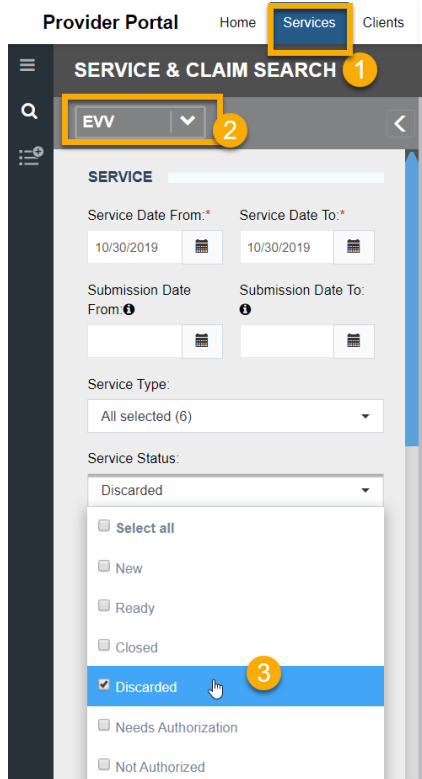 Provider Portal Home Services Clients
SERVICE & CLAIM SEARCH 1
EVV 2
SERVICE
Service Date From:* Service Date To:*
10/30/2019 10/30/2019
Submission Date Submission Date To:
From:
Service Type:
All selected (6)
Service Status:
Discarded
Select all
New
Ready
Closed
Discarded 3
Needs Authorization
Not Authorized